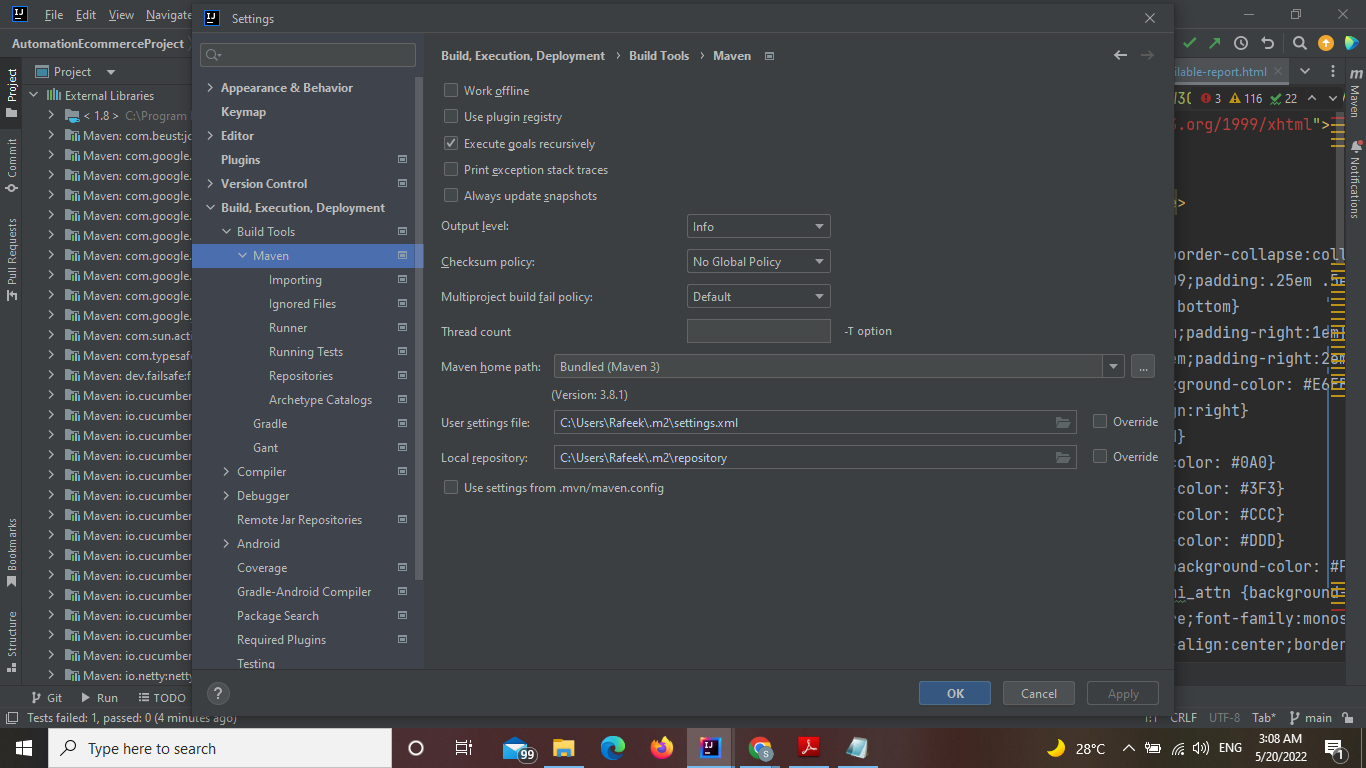 File Edit View Navigate
Settings
AutomationEcommerceProject
Project
External Libraries
< 1.8 > C:\Program
Maven: com.beust:jc
Maven: com.google.
Maven: com.google.
Maven: com.google.
Maven: com.google.
Maven: com.google.
Maven: com.google.
Maven: com.google.
Maven: com.google.
Maven: com.google.
Maven: com.sun.acti
Maven: com.typesafe
Maven: dev.failsafe:f
Maven: io.cucumber
Maven: io.cucumber
Maven: io.cucumber
Maven: io.cucumber
Maven: io.cucumber
Maven: io.cucumber
Maven: io.cucumber
Maven: io.cucumber
Maven: io.cucumber
Maven: io.cucumber
Maven: io.cucumber
Maven: io.cucumber
Maven: io.cucumber
Maven: io.cucumber
Maven: io.netty:netty
Project
Commit
Pull Requests
Bookmarks
Structure
Appearance & Behavior
Keymap
Editor
Plugins
Version Control
Build, Execution, Deployment
Build Tools
Maven
Importing
Ignored Files
Runner
Running Tests
Repositories
Archetype Catalogs
Gradle
Gant
Compiler
Debugger
Remote Jar Repositories
Android
Coverage
Gradle-Android Compiler
Package Search
Required Plugins
Testing
Build, Execution, Deployment › Build Tools › Maven
Work offline
Use plugin registry
Execute goals recursively
Print exception stack traces
Always update snapshots
Output level: Info
Checksum policy: No Global Policy
Multiproject build fail policy: Default
Thread count -T option
Maven home path: Bundled (Maven 3) ...
(Version: 3.8.1)
User settings file: C:\Users\Rafeek\.m2\settings.xml Override
Local repository: C:\Users\Rafeek\.m2\repository Override
Use settings from .mvn/maven.config
? OK Cancel Apply
ilable-report.html
3 116 22
.org/1999/xhtml">
>
border-collapse:coll
9;padding:.25em .5e
bottom}
;padding-right:1em}
em;padding-right:2em
ground-color: #E6FF
gn:right}
}
color: #0A0}
-color: #3F3}
-color: #CCC}
-color: #DDD}
background-color: #F
i_attn {background-
re;font-family:monos
-align:center;border
m
Maven
Notifications
Git Run TODO
Tests failed: 1, passed: 0 (4 minutes ago)
1:1 CRLF UTF-8 Tab* main
Type here to search
99
28°C ENG
3:08 AM
5/20/2022
1